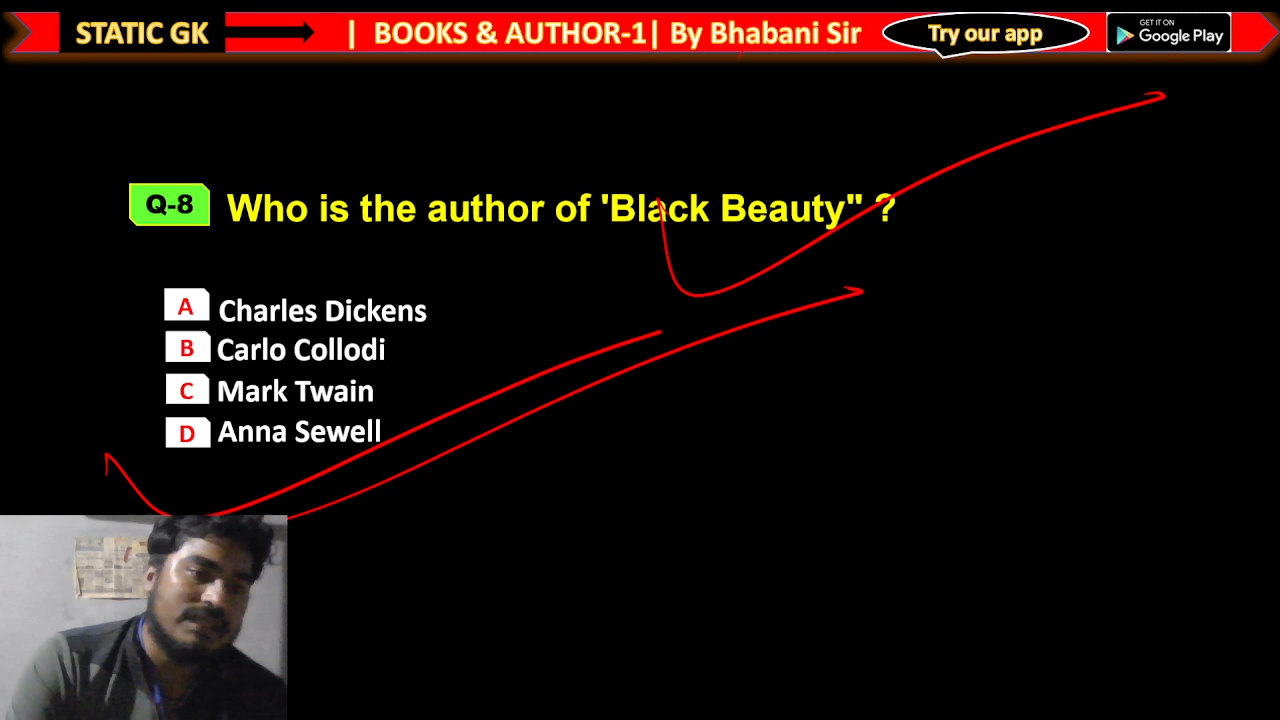 STATIC GK | BOOKS & AUTHOR-1| By Bhabani Sir Try our app GET IT ON Google Play
Q-8 Who is the author of 'Black Beauty" ?
A Charles Dickens
B Carlo Collodi
C Mark Twain
D Anna Sewell